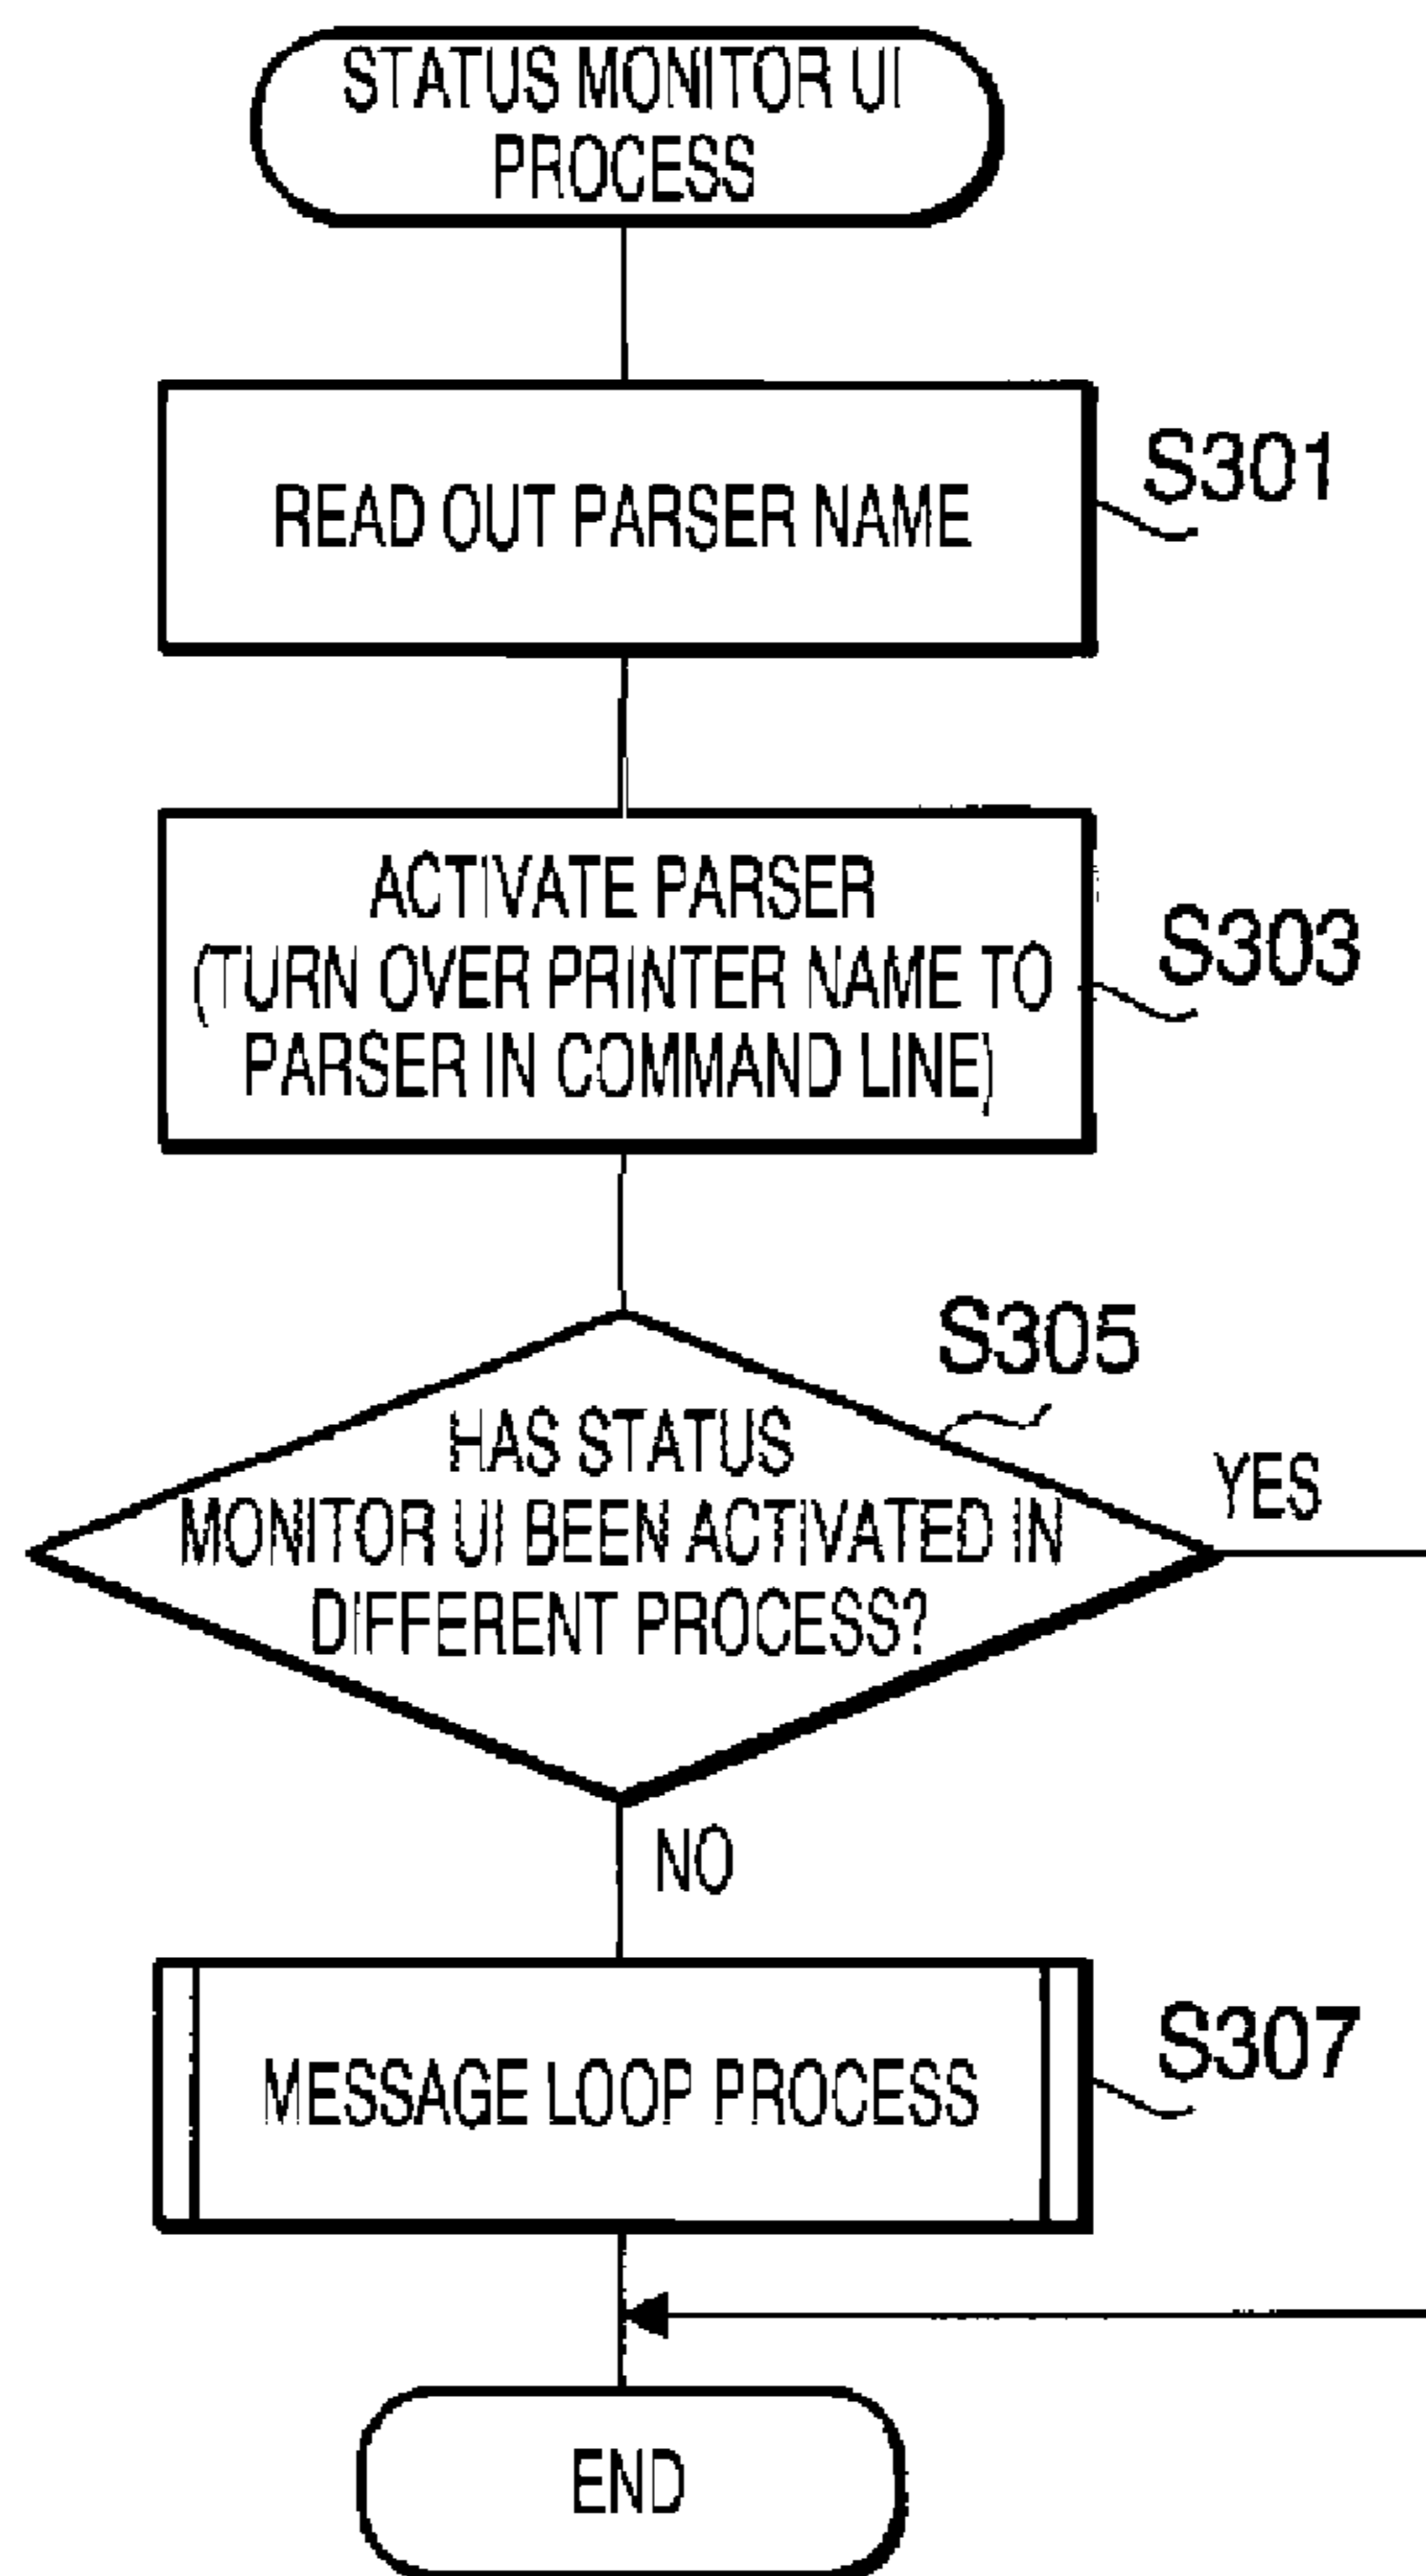 STATUS MONITOR UI
PROCESS
READ OUT PARSER NAME
S301
ACTIVATE PARSER
(TURN OVER PRINTER NAME TO
PARSER IN COMMAND LINE)
S303
S305
HAS STATUS
MONITOR UI BEEN ACTIVATED IN
DIFFERENT PROCESS?
YES
NO
MESSAGE LOOP PROCESS
S307
END